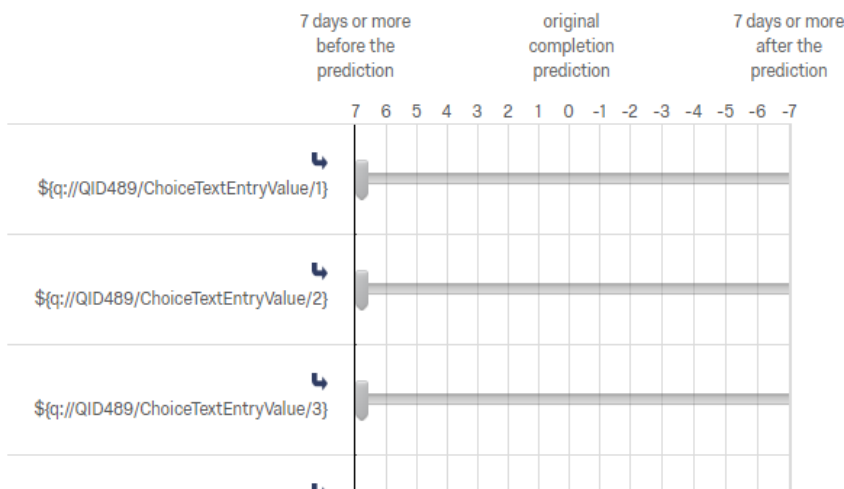 7 days or more before the prediction
original completion prediction
7 days or more after the prediction
7 6 5 4 3 2 1 0 -1 -2 -3 -4 -5 -6 -7
${q://QID489/ChoiceTextEntryValue/1}
${q://QID489/ChoiceTextEntryValue/2}
${q://QID489/ChoiceTextEntryValue/3}